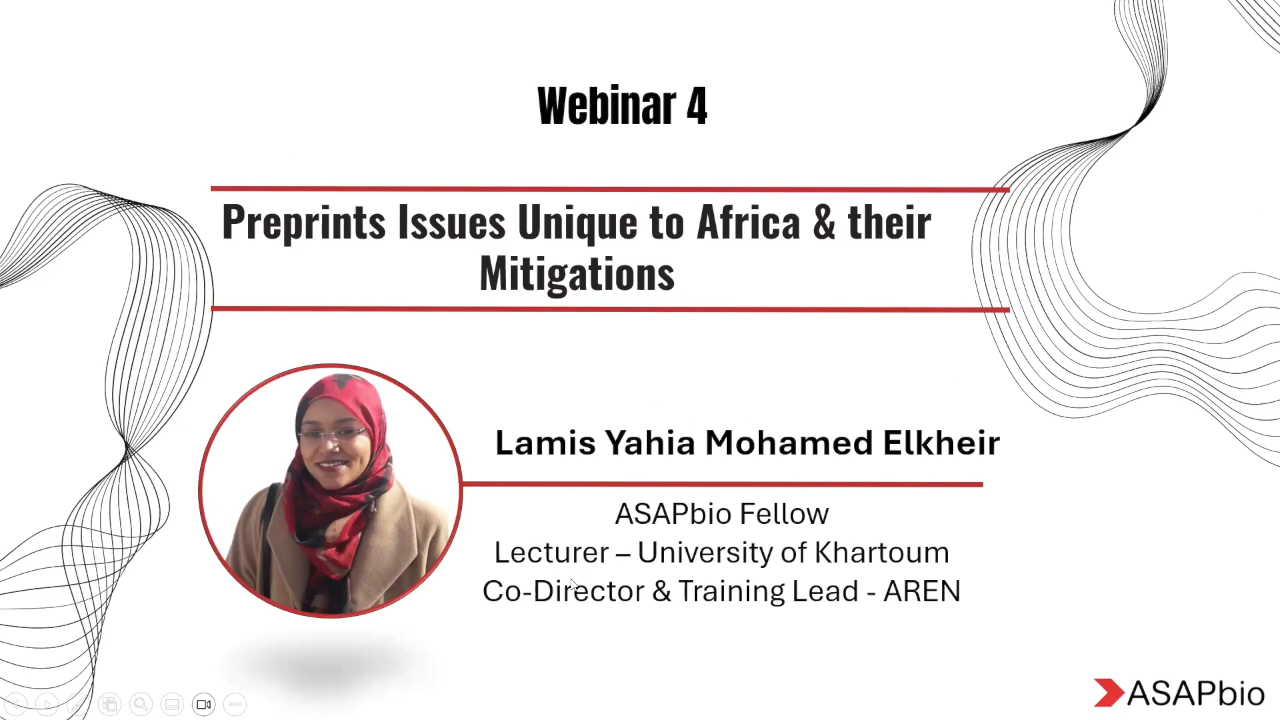 Webinar 4
Preprints Issues Unique to Africa & their
Mitigations
Lamis Yahia Mohamed Elkheir
ASAPbio Fellow
Lecturer – University of Khartoum
Co-Director & Training Lead - AREN
ASAPbio